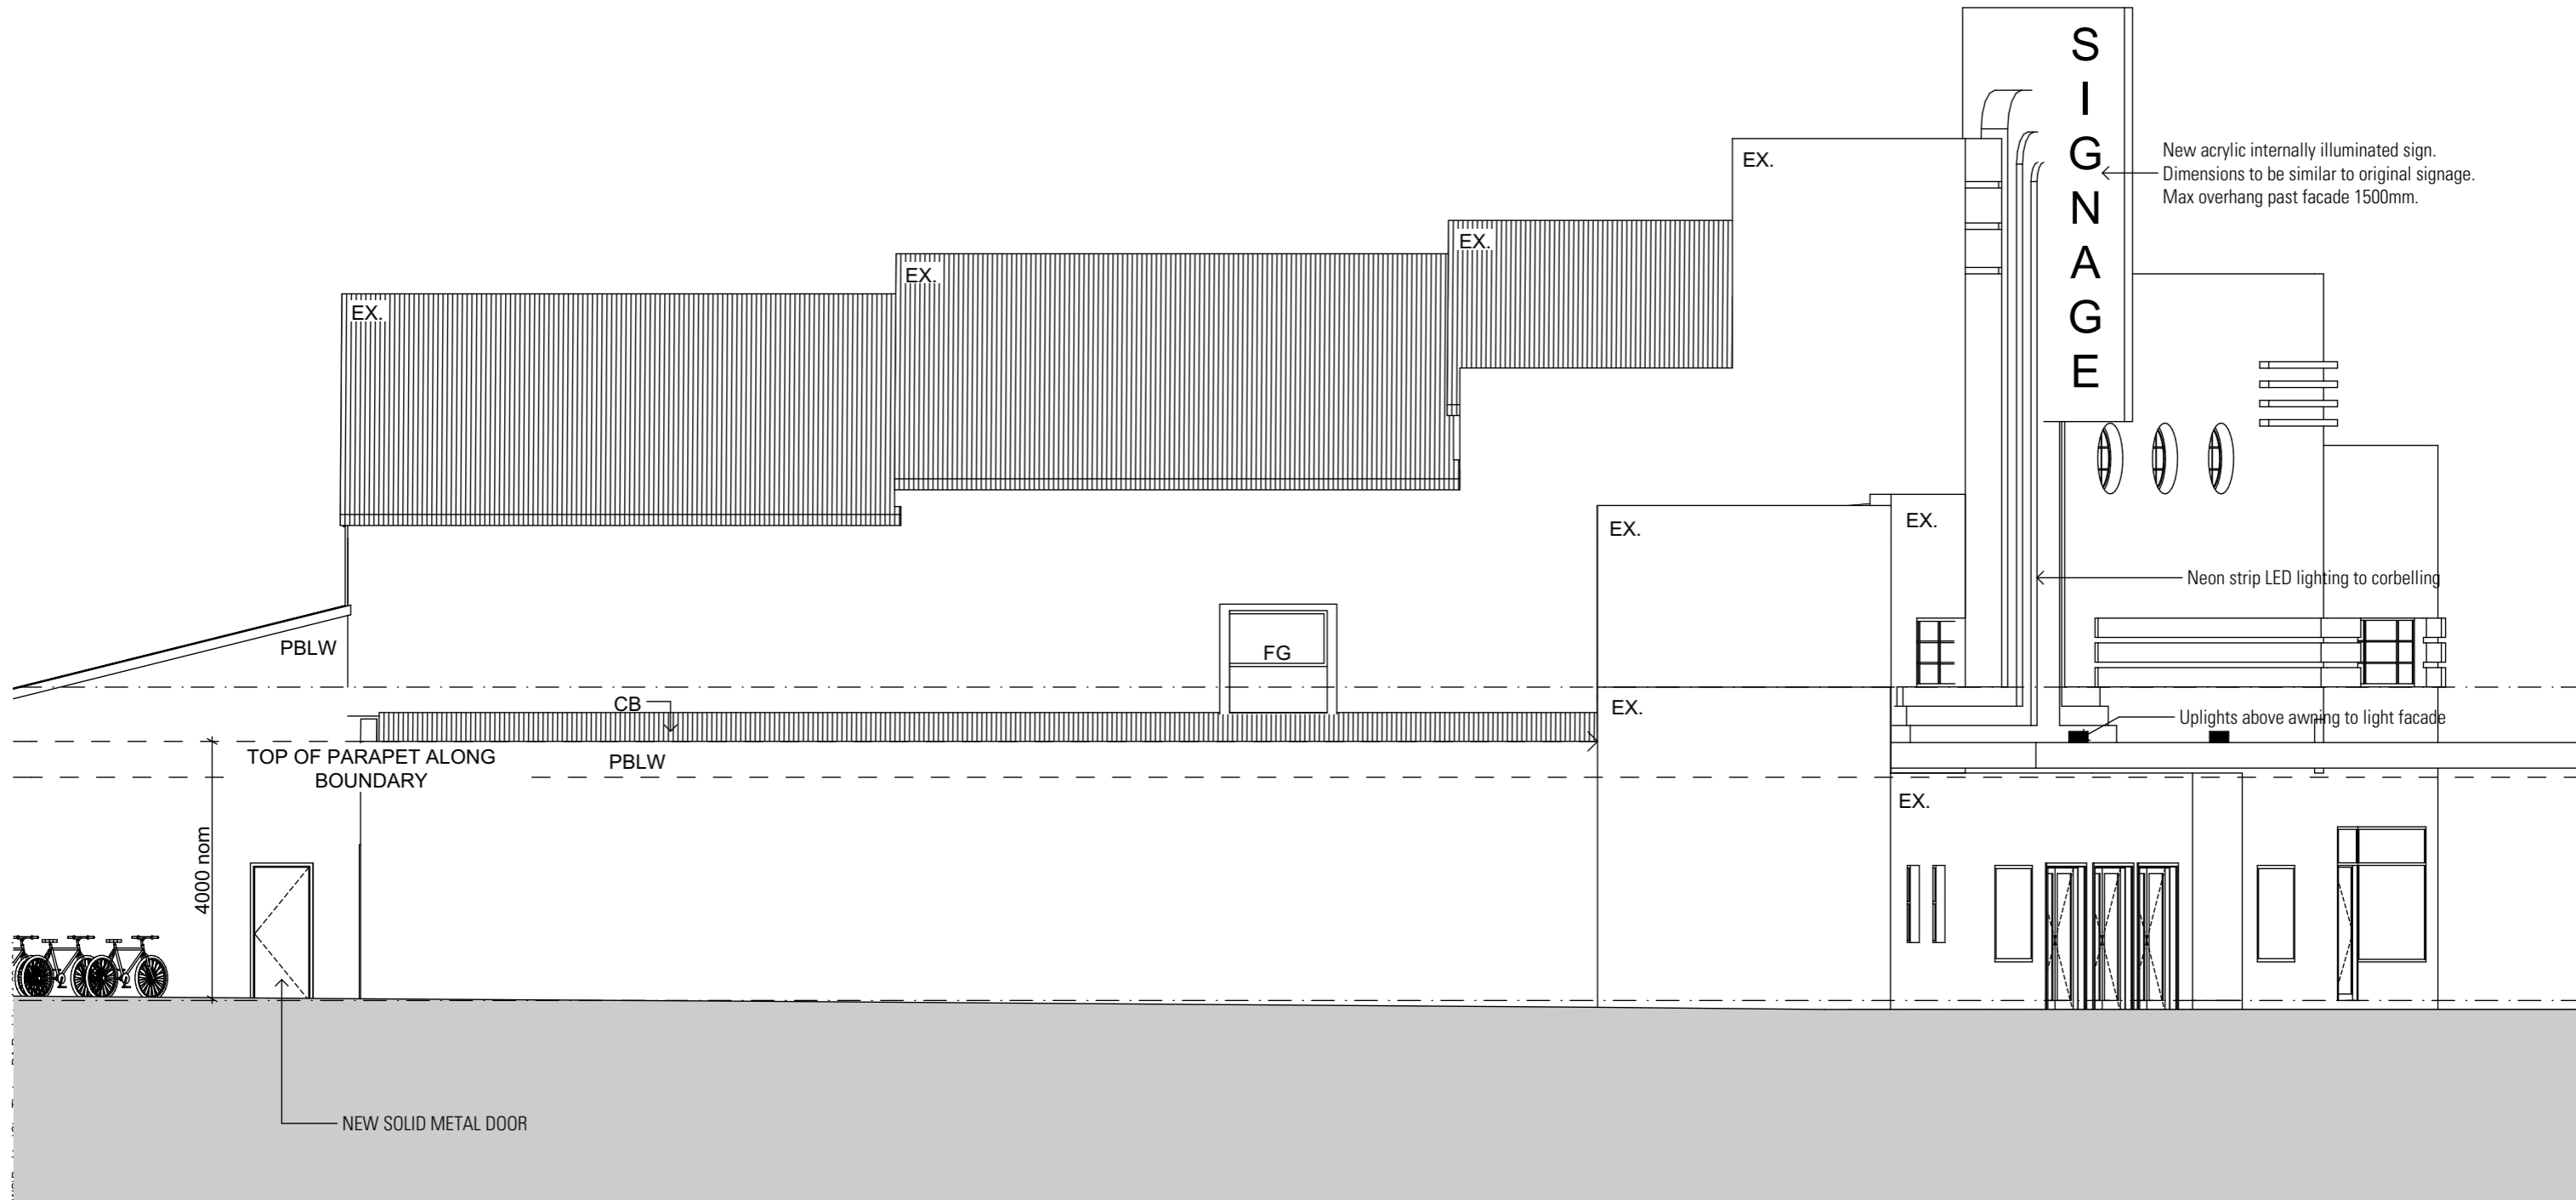 S
I
G
N
A
G
E
New acrylic internally illuminated sign.
Dimensions to be similar to original signage.
Max overhang past facade 1500mm.
EX.
EX.
EX.
EX.
EX.
EX.
Neon strip LED lighting to corbelling
PBLW
FG
CB
EX.
Uplights above awning to light facade
TOP OF PARAPET ALONG
BOUNDARY
PBLW
EX.
4000 nom
NEW SOLID METAL DOOR